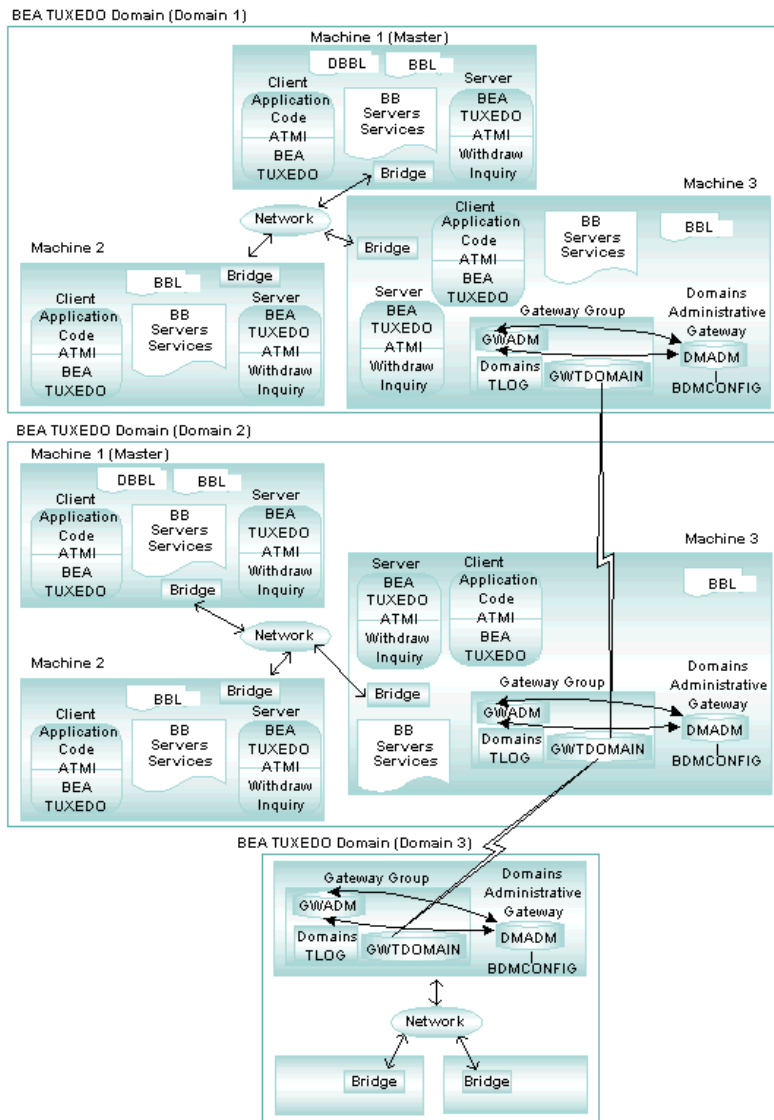 BEA TUXEDO Domain (Domain 1)
Machine 1 (Master)
DBBL
BBL
Client
Application
Code
ATMI
BEA
TUXEDO
BB
Servers
Services
Server
BEA
TUXEDO
ATMI
Withdraw
Inquiry
Bridge
Network
Machine 3
Client
Application
Code
ATMI
BEA
TUXEDO
BB
Servers
Services
BBL
Bridge
Server
BEA
TUXEDO
ATMI
Withdraw
Inquiry
Gateway Group
GWADM
Domains
TLOG
GWTDOMAIN
Domains
Administrative
Gateway
DMADM
BDMCONFIG
Machine 2
BBL
Bridge
Client
Application
Code
ATMI
BEA
TUXEDO
BB
Servers
Services
Server
BEA
TUXEDO
ATMI
Withdraw
Inquiry
BEA TUXEDO Domain (Domain 2)
Machine 1 (Master)
DBBL
BBL
Client
Application
Code
ATMI
BEA
TUXEDO
BB
Servers
Services
Server
BEA
TUXEDO
ATMI
Withdraw
Inquiry
Bridge
Network
Machine 3
Server
BEA
TUXEDO
ATMI
Withdraw
Inquiry
Client
Application
Code
ATMI
BEA
TUXEDO
BBL
Bridge
BB
Servers
Services
Gateway Group
GWADM
Domains
TLOG
GWTDOMAIN
Domains
Administrative
Gateway
DMADM
BDMCONFIG
Machine 2
BBL
Bridge
Client
Application
Code
ATMI
BEA
TUXEDO
BB
Servers
Services
Server
BEA
TUXEDO
ATMI
Withdraw
Inquiry
BEA TUXEDO Domain (Domain 3)
Gateway Group
GWADM
Domains
TLOG
GWTDOMAIN
Domains
Administrative
Gateway
DMADM
BDMCONFIG
Network
Bridge
Bridge